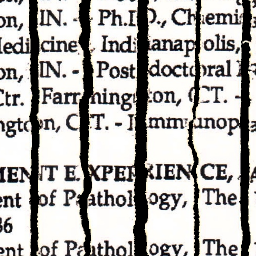 on, IN. - Ph.D., Chemis
Medicine, Indianapolis,
on, IN. - Postdoctoral
Ctr. Farmington, CT. -
ngton, CT. - Immunop
MENT EXPERIENCE,
ent of Pathology, The
86
ent of Pathology, The